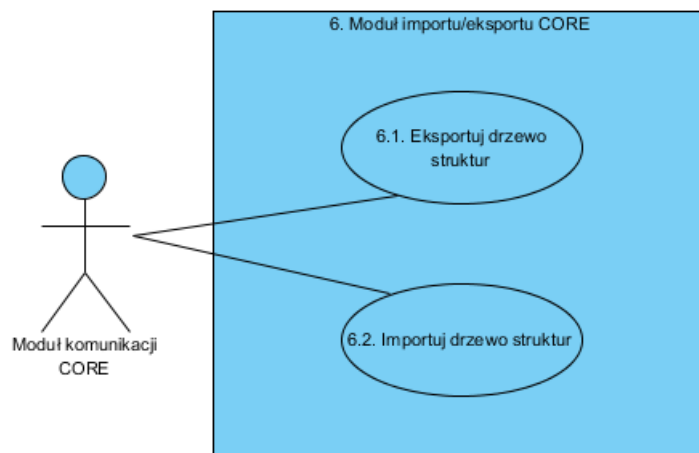 6. Moduł importu/eksportu CORE
6.1. Eksportuj drzewo
struktur
6.2. Importuj drzewo struktur
Moduł komunikacji
CORE